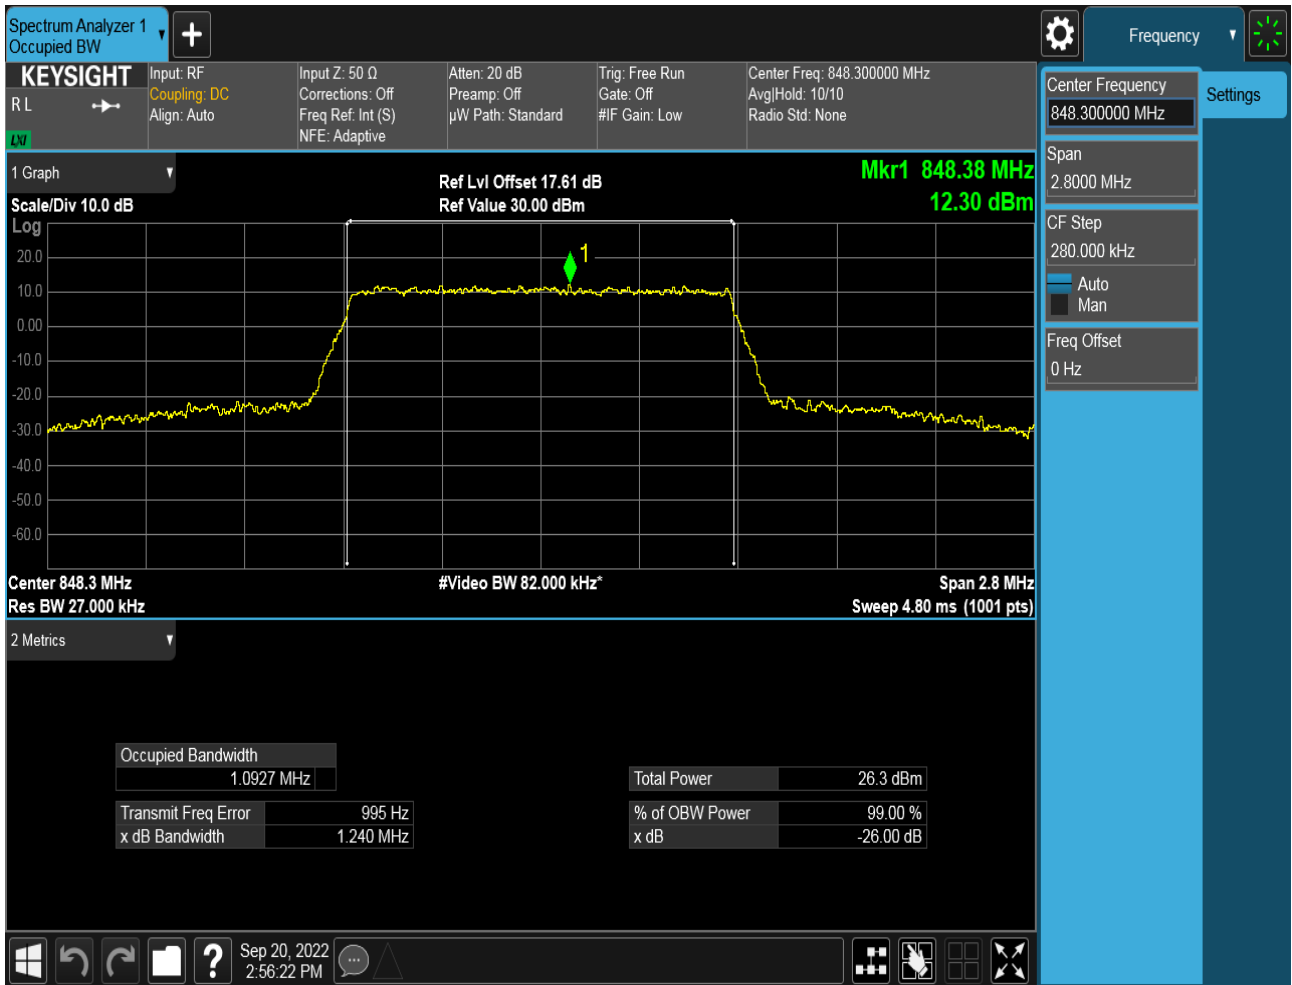 Spectrum Analyzer 1
Occupied BW
Frequency
KEYSIGHT
R L
LXI
Input: RF
Coupling: DC
Align: Auto
Input Z: 50 Ω
Corrections: Off
Freq Ref: Int (S)
NFE: Adaptive
Atten: 20 dB
Preamp: Off
µW Path: Standard
Trig: Free Run
Gate: Off
#IF Gain: Low
Center Freq: 848.300000 MHz
Avg|Hold: 10/10
Radio Std: None
Center Frequency
848.300000 MHz
Settings
Span
2.8000 MHz
CF Step
280.000 kHz
Auto
Man
Freq Offset
0 Hz
1 Graph
Scale/Div 10.0 dB
Log
Ref Lvl Offset 17.61 dB
Ref Value 30.00 dBm
Mkr1 848.38 MHz
12.30 dBm
1
20.0
10.0
0.00
-10.0
-20.0
-30.0
-40.0
-50.0
-60.0
Center 848.3 MHz
Res BW 27.000 kHz
#Video BW 82.000 kHz*
Span 2.8 MHz
Sweep 4.80 ms (1001 pts)
2 Metrics
Occupied Bandwidth
1.0927 MHz
Transmit Freq Error 995 Hz
x dB Bandwidth 1.240 MHz
Total Power 26.3 dBm
% of OBW Power 99.00 %
x dB -26.00 dB
?
Sep 20, 2022
2:56:22 PM